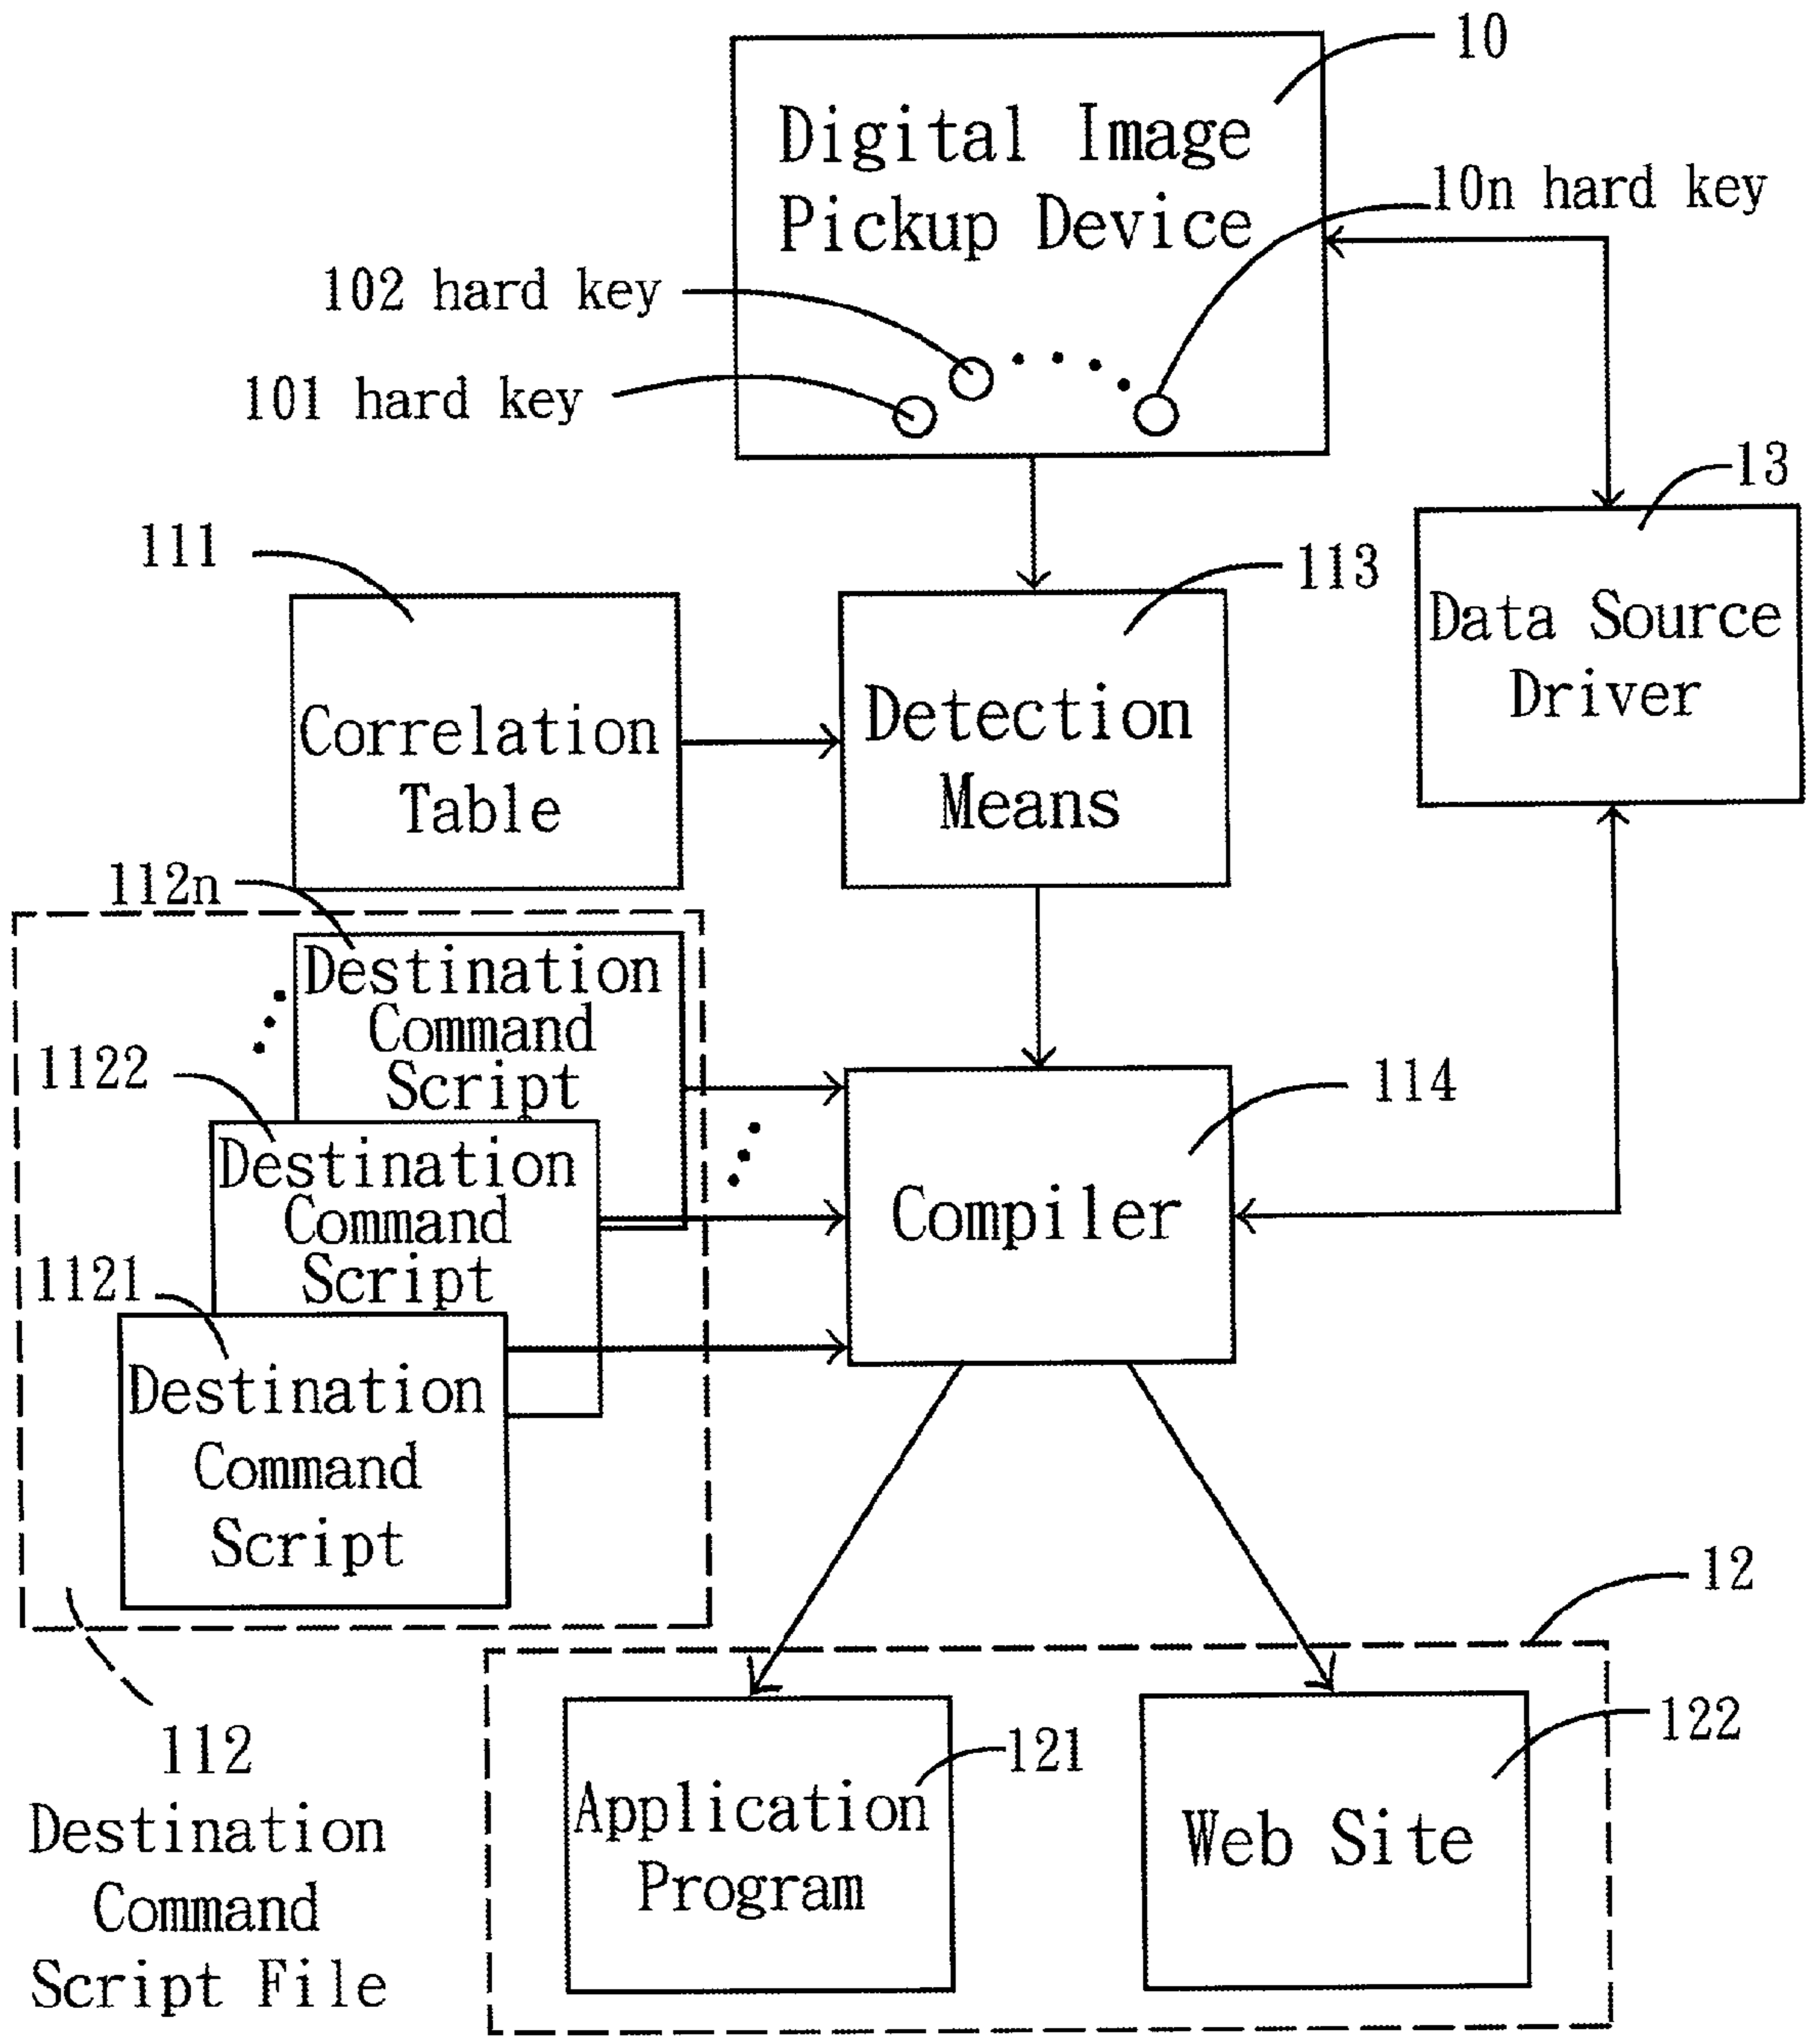 10
Digital Image
Pickup Device
10n hard key
102 hard key
101 hard key
13
Data Source
Driver
111
113
Correlation
Table
Detection
Means
112n
Destination
Command
Script
1122
Destination
Command
Script
1121
Destination
Command
Script
114
Compiler
112
Destination
Command
Script File
12
121
Application
Program
122
Web Site